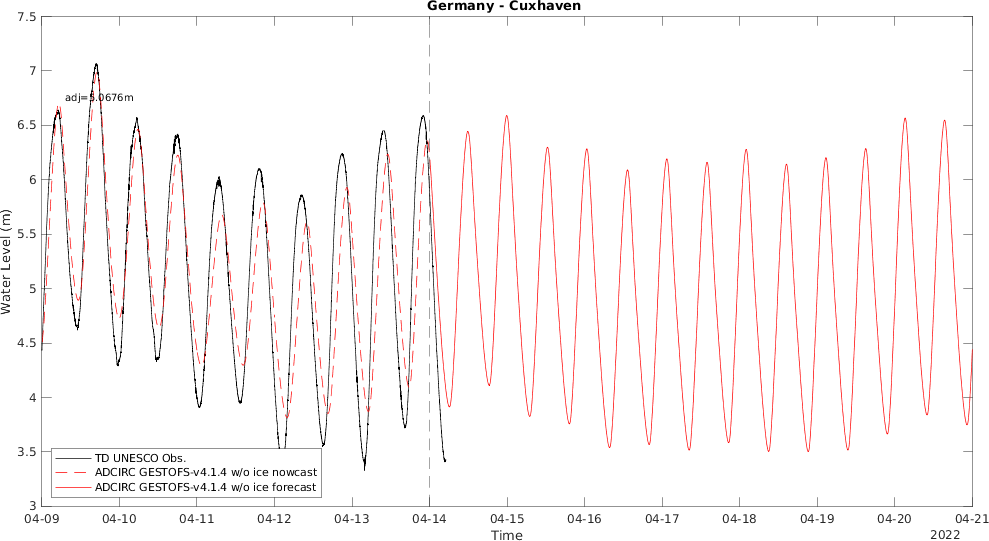 Germany - Cuxhaven
7.5
7
6.5
6
5.5
5
4.5
4
3.5
3
Water Level (m)
adj=5.0676m
TD UNESCO Obs.
ADCIRC GESTOFS-v4.1.4 w/o ice nowcast
ADCIRC GESTOFS-v4.1.4 w/o ice forecast
04-09 04-10 04-11 04-12 04-13 04-14 04-15 04-16 04-17 04-18 04-19 04-20 04-21
Time
2022